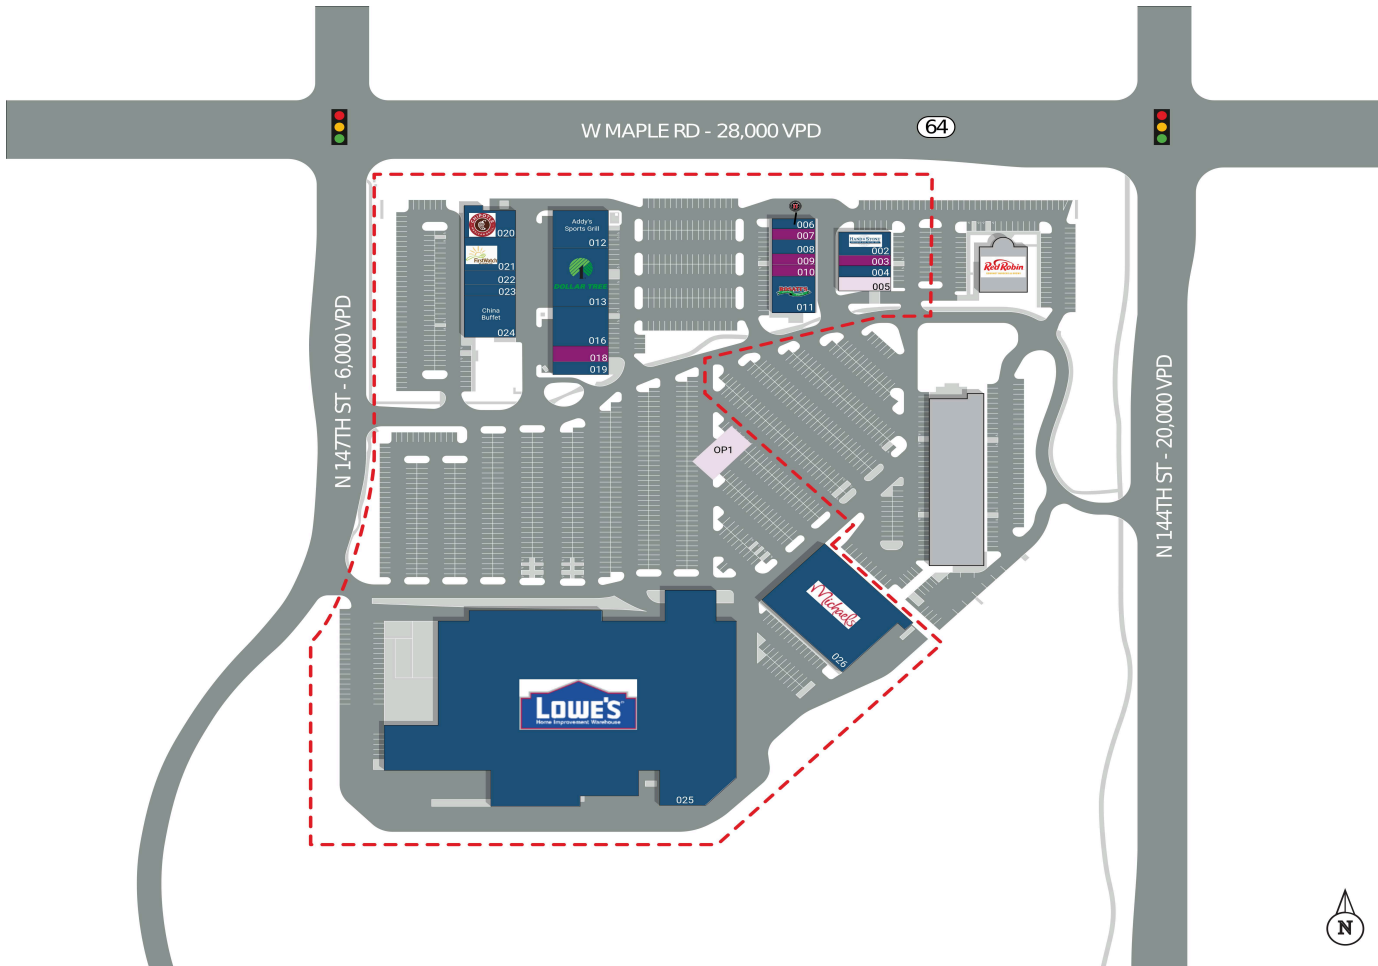 W MAPLE RD - 28,000 VPD
64
N 147TH ST - 6,000 VPD
N 144TH ST - 20,000 VPD
CHIPOTLE
020
FirstWatch
021
022
023
China
Buffet
024
Addy's
Sports Grill
012
DOLLAR TREE
013
016
018
019
006
007
008
009
010
011
002
003
004
005
Red Robin
OP1
Michaels
026
LOWE'S
Home Improvement Warehouse
025
N